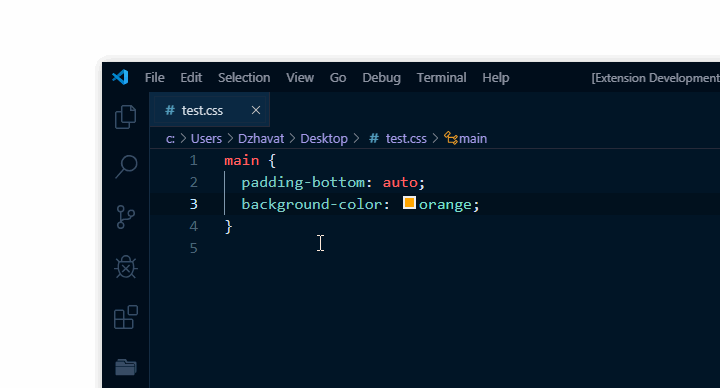 File Edit Selection View Go Debug Terminal Help [Extension Development
# test.css ×
c: > Users > Dzhavat > Desktop > # test.css > main
1 main {
2 padding-bottom: auto;
3 background-color: orange;
4 }
5